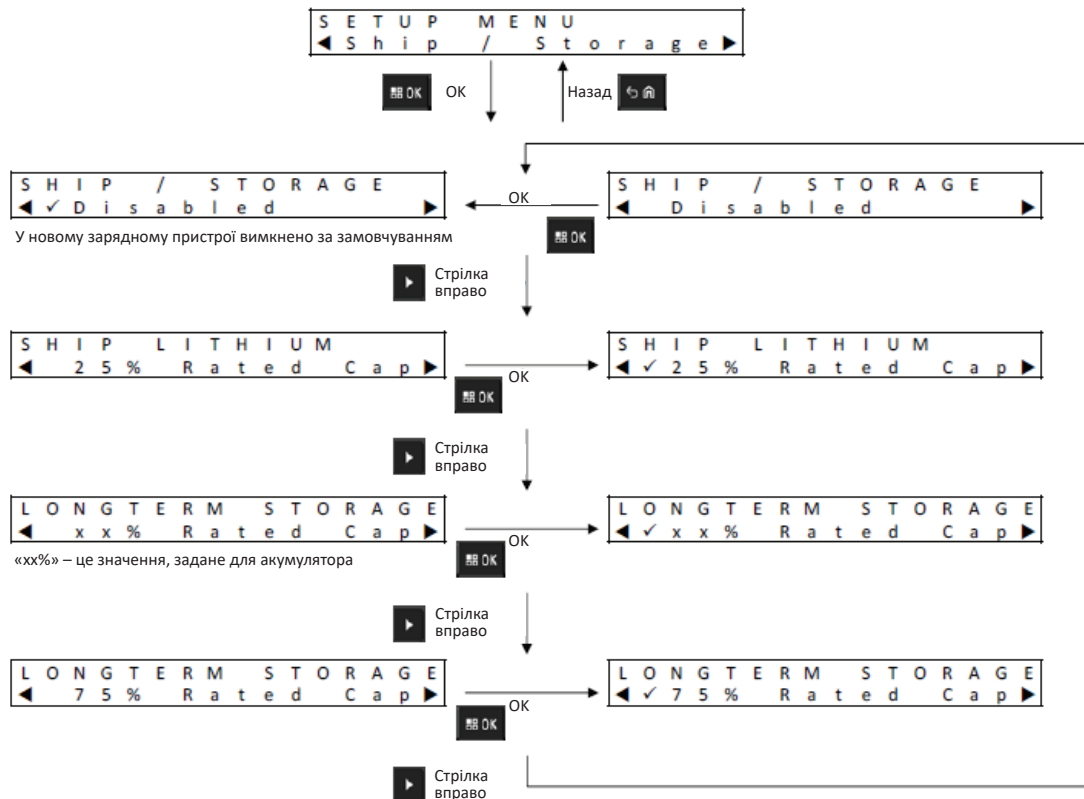 SETUP MENU
◀Ship / Storage▶
OK
OK
Назад
SHIP / STORAGE
◀✓Disabled ▶
OK
SHIP / STORAGE
◀ Disabled ▶
У новому зарядному пристрої вимкнено за замовчуванням
OK
Стрілка
вправо
SHIP LITHIUM
◀ 25% Rated Cap▶
OK
OK
SHIP LITHIUM
◀✓25% Rated Cap▶
Стрілка
вправо
LONGTERM STORAGE
◀ xx% Rated Cap▶
OK
OK
LONGTERM STORAGE
◀✓xx% Rated Cap▶
«xx%» – це значення, задане для акумулятора
Стрілка
вправо
LONGTERM STORAGE
◀ 75% Rated Cap▶
OK
OK
LONGTERM STORAGE
◀✓75% Rated Cap▶
Стрілка
вправо